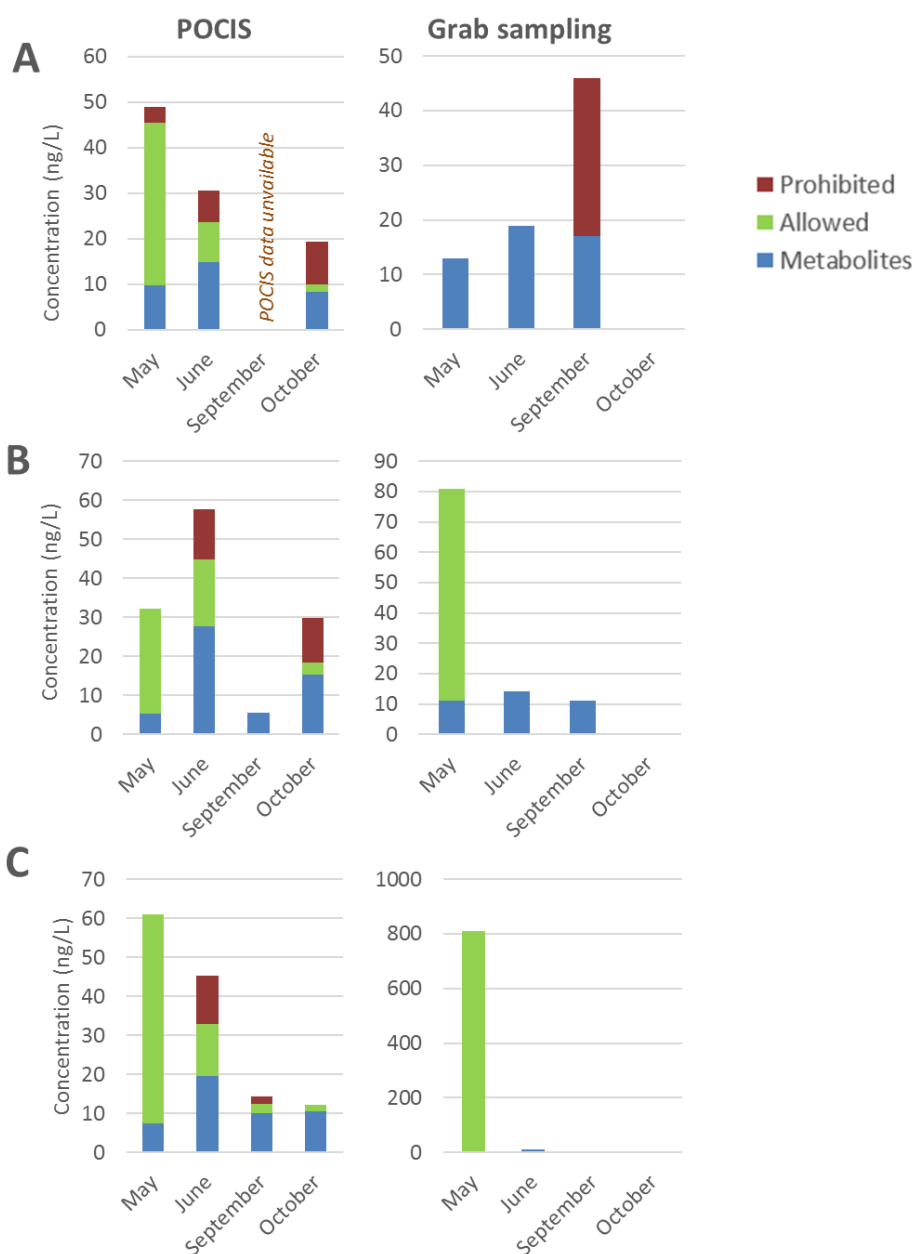 POCIS
Grab sampling
A
Concentration (ng/L)
60
50
40
30
20
10
0
POCIS data unvailable
May
June
September
October
50
40
30
20
10
0
May
June
September
October
Prohibited
Allowed
Metabolites
B
Concentration (ng/L)
70
60
50
40
30
20
10
0
May
June
September
October
90
80
70
60
50
40
30
20
10
0
May
June
September
October
C
Concentration (ng/L)
70
60
50
40
30
20
10
0
May
June
September
October
1000
800
600
400
200
0
May
June
September
October